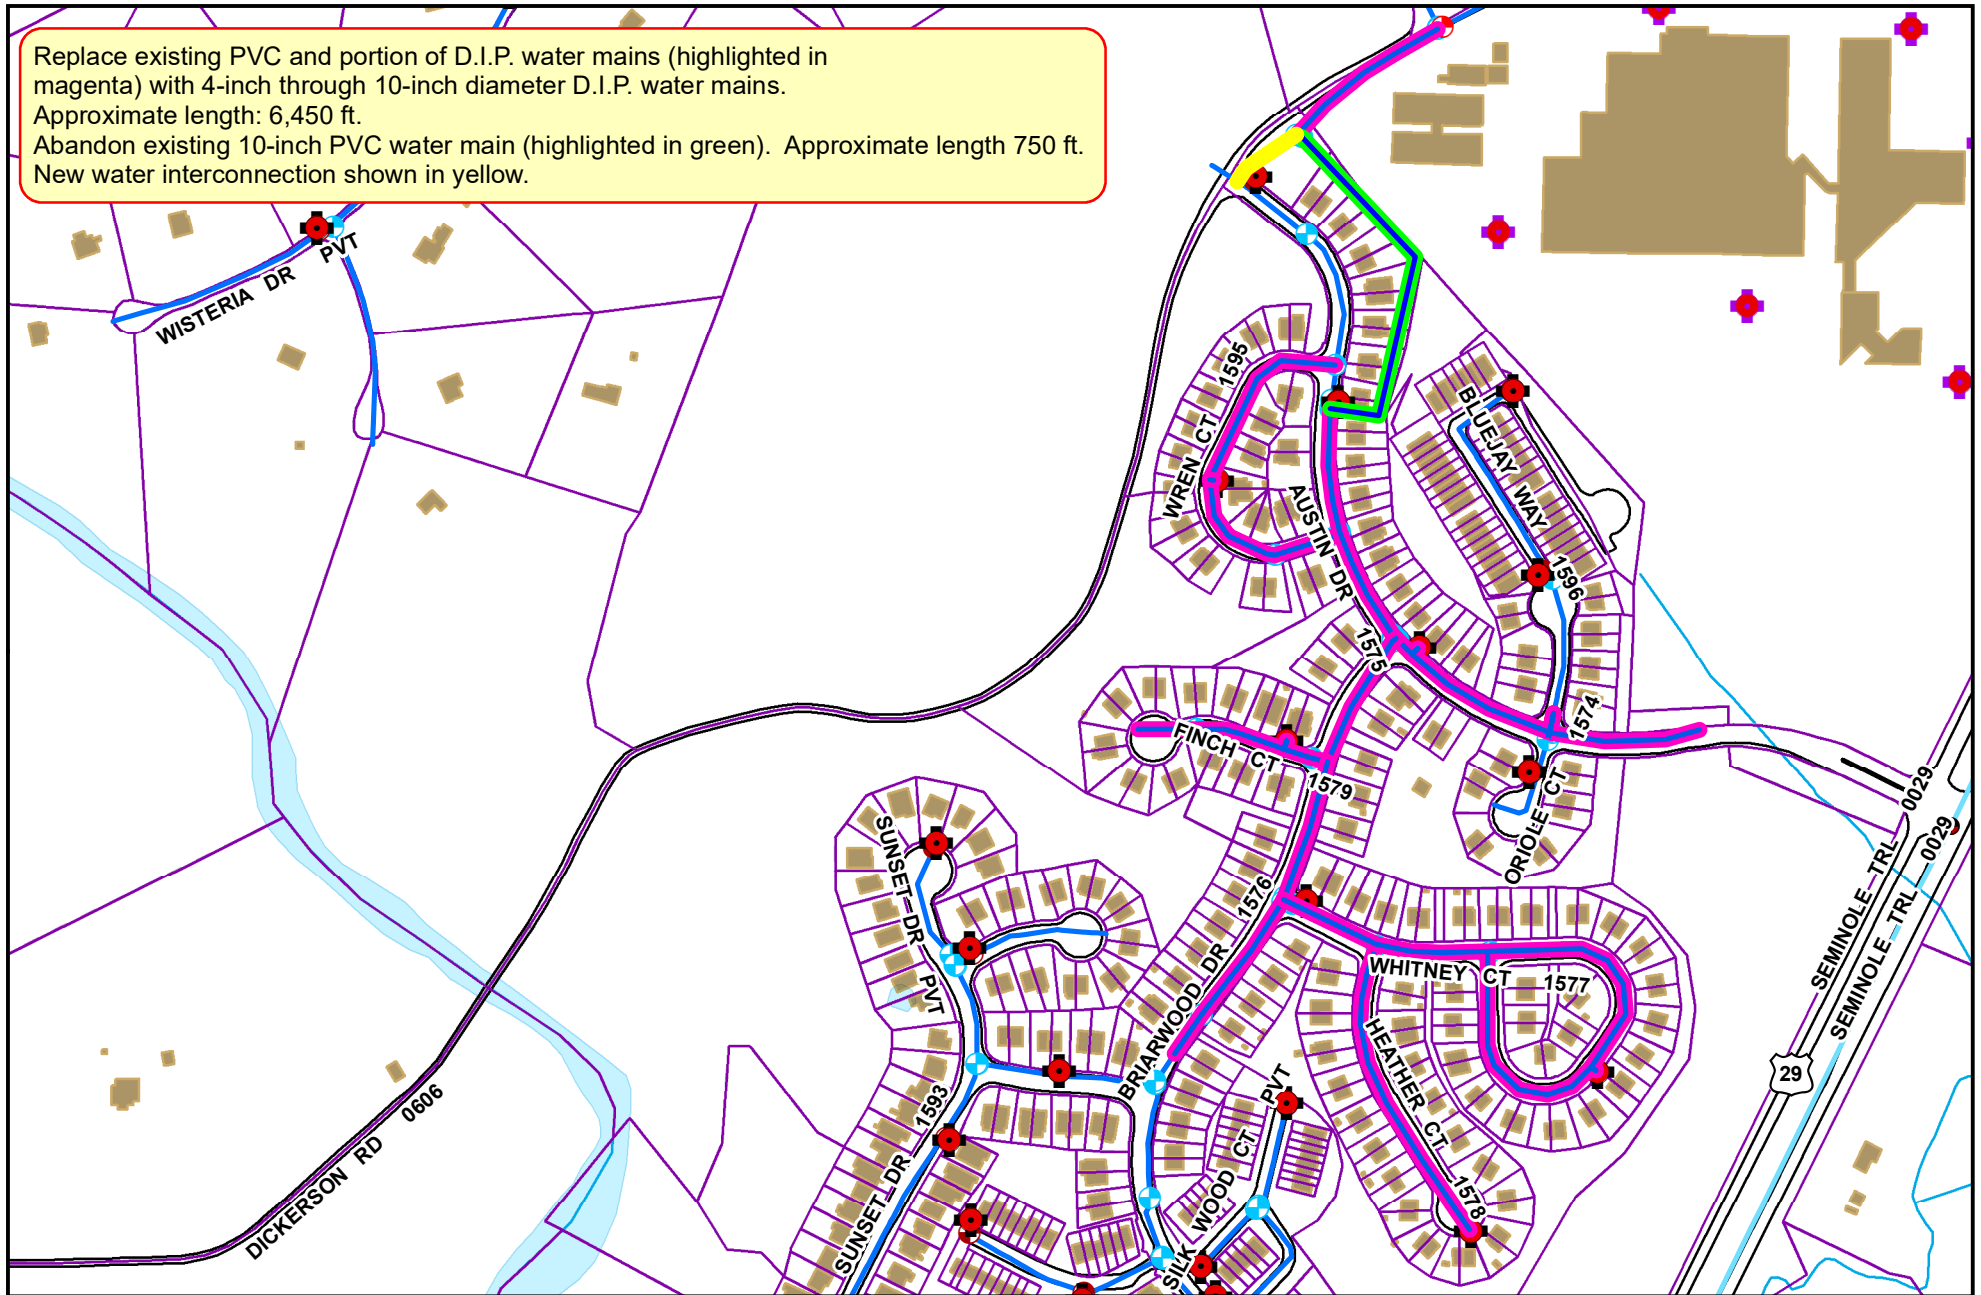 Replace existing PVC and portion of D.I.P. water mains (highlighted in
magenta) with 4-inch through 10-inch diameter D.I.P. water mains.
Approximate length: 6,450 ft.
Abandon existing 10-inch PVC water main (highlighted in green).  Approximate length 750 ft.
New water interconnection shown in yellow.
WISTERIA DR PVT
1595
WREN CT
BLUEJAY WAY
AUSTIN DR
1596
1575
1574
FINCH CT
1579
ORIOLE CT
SUNSET DR PVT
1576
SEMINOLE TRL 0029
SEMINOLE TRL 0029
WHITNEY CT 1577
BRIARWOOD DR
HEATHER CT
29
DICKERSON RD 0606
1593
PVT
SILK WOOD CT
1578
SUNSET DR